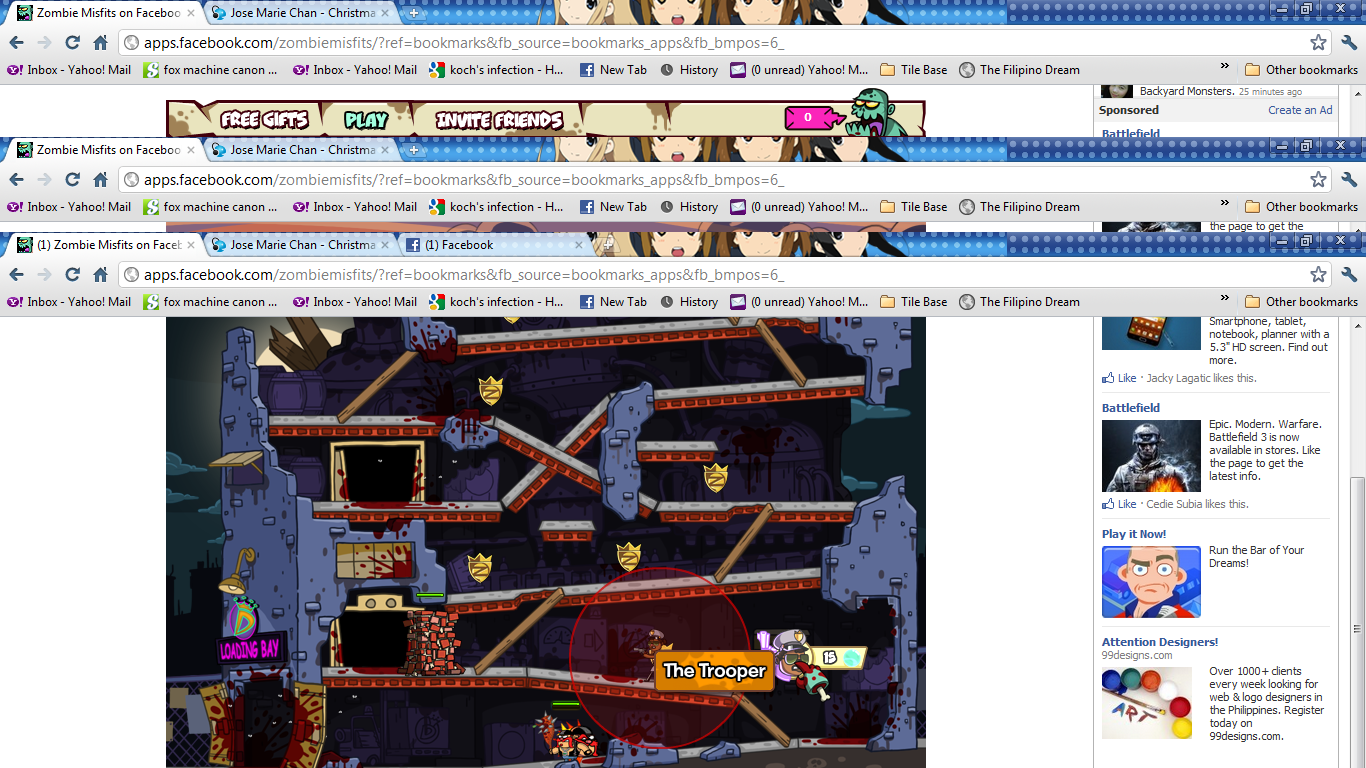 Zombie Misfits on Faceboo
Jose Marie Chan - Christma
apps.facebook.com/zombiemisfits/?ref=bookmarks&fb_source=bookmarks_apps&fb_bmpos=6_
Inbox - Yahoo! Mail
fox machine canon ...
Inbox - Yahoo! Mail
koch's infection - H...
New Tab
History
(0 unread) Yahoo! M...
Tile Base
The Filipino Dream
»
Other bookmarks
FREE GIFTS
PLAY
INVITE FRIENDS
0
Backyard Monsters. 25 minutes ago
Sponsored
Create an Ad
Battlefield
Zombie Misfits on Faceboo
Jose Marie Chan - Christma
apps.facebook.com/zombiemisfits/?ref=bookmarks&fb_source=bookmarks_apps&fb_bmpos=6_
Inbox - Yahoo! Mail
fox machine canon ...
Inbox - Yahoo! Mail
koch's infection - H...
New Tab
History
(0 unread) Yahoo! M...
Tile Base
The Filipino Dream
»
Other bookmarks
the page to get the
(1) Zombie Misfits on Faceb
Jose Marie Chan - Christma
(1) Facebook
apps.facebook.com/zombiemisfits/?ref=bookmarks&fb_source=bookmarks_apps&fb_bmpos=6_
Inbox - Yahoo! Mail
fox machine canon ...
Inbox - Yahoo! Mail
koch's infection - H...
New Tab
History
(0 unread) Yahoo! M...
Tile Base
The Filipino Dream
»
Other bookmarks
LOADING BAY
The Trooper
15
Smartphone, tablet,
notebook, planner with a
5.3" HD screen. Find out
more.
Like · Jacky Lagatic likes this.
Battlefield
Epic. Modern. Warfare.
Battlefield 3 is now
available in stores. Like
the page to get the
latest info.
Like · Cedie Subia likes this.
Play it Now!
Run the Bar of Your
Dreams!
Attention Designers!
99designs.com
ART
Over 1000+ clients
every week looking for
web & logo designers in
the Philippines. Register
today on
99designs.com.